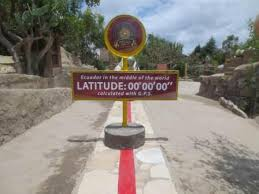 Ecuador in the middle of the world
LATITUDE:00°00'00"
calculated with G.P.S.